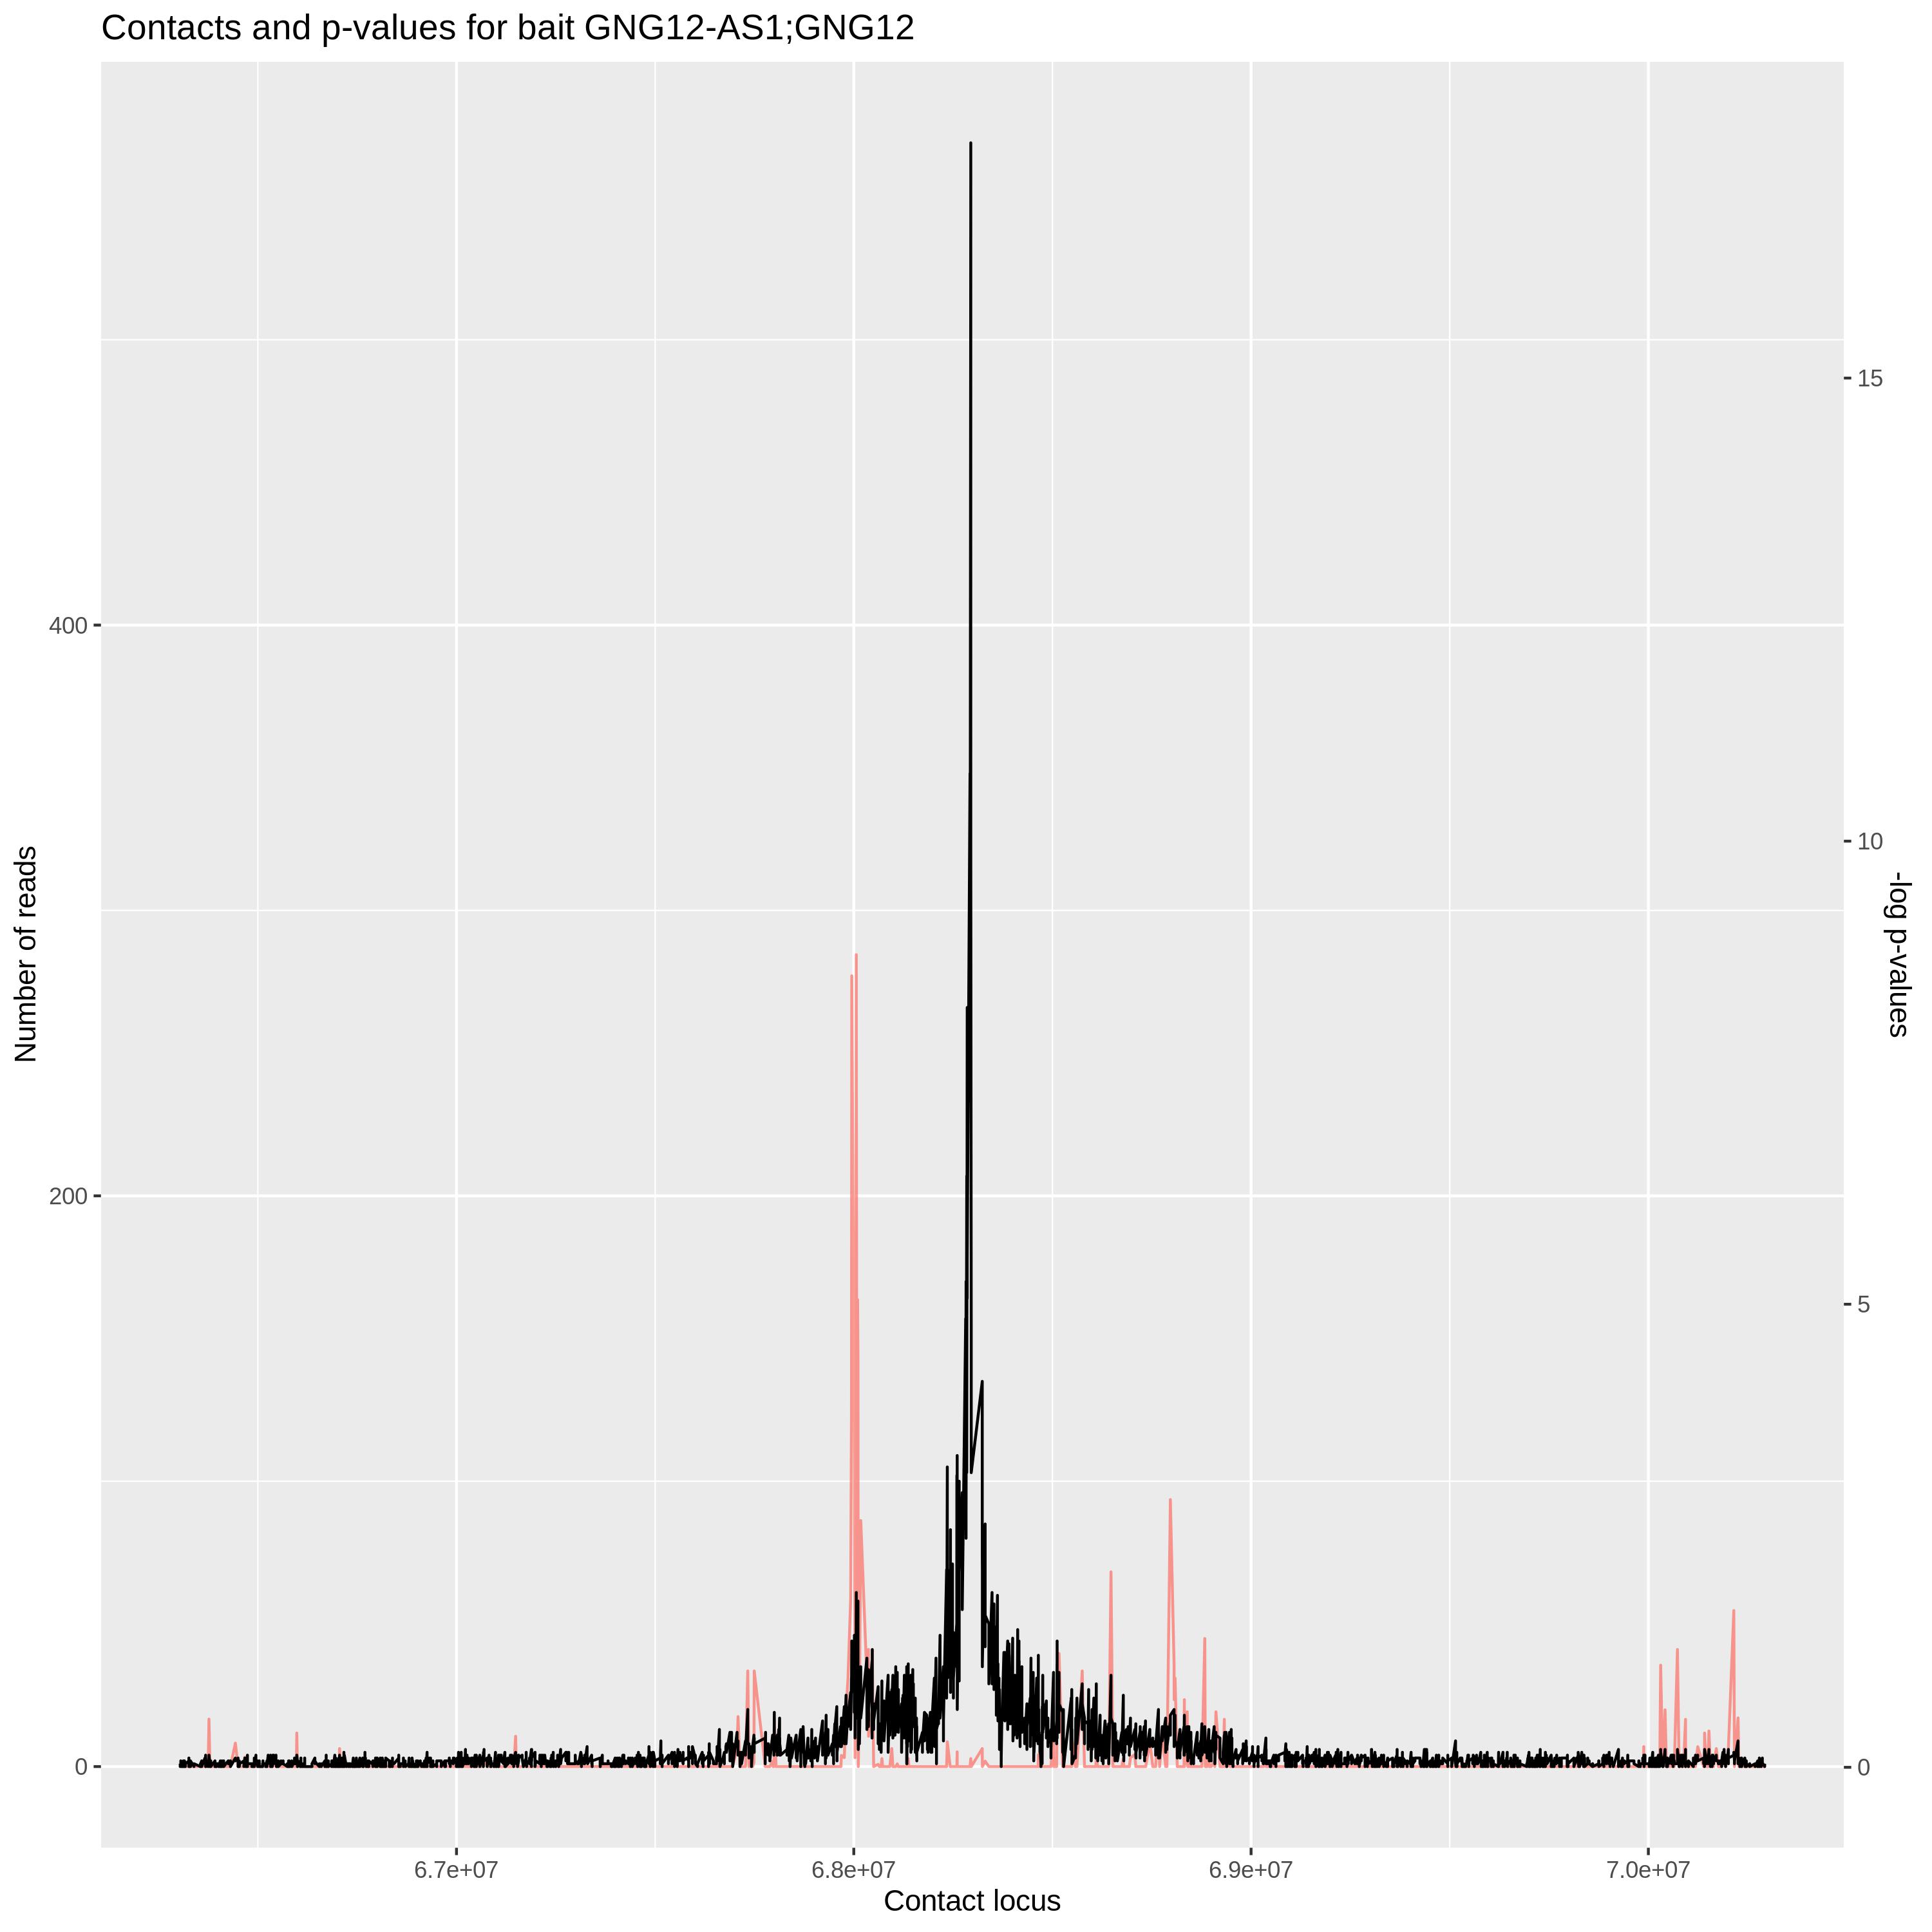 Contacts and p-values for bait GNG12-AS1;GNG12
Number of reads
400
200
0
15
10
5
0
-log p-values
6.7e+07
6.8e+07
6.9e+07
7.0e+07
Contact locus